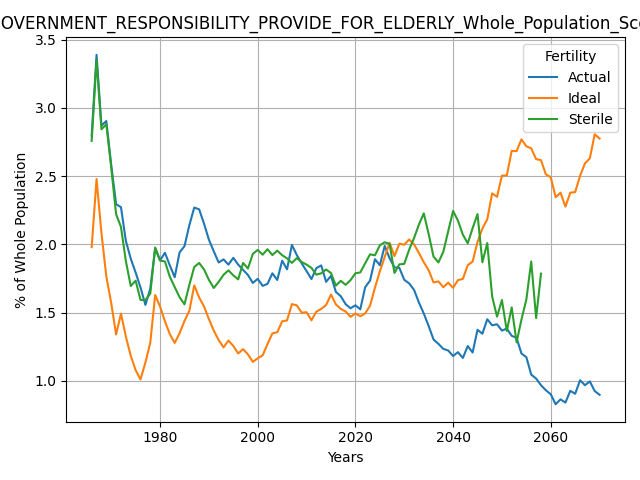 OVERNMENT_RESPONSIBILITY_PROVIDE_FOR_ELDERLY_Whole_Population_Sc
3.5
3.0
2.5
2.0
1.5
1.0
% of Whole Population
Fertility
Actual
Ideal
Sterile
1980
2000
2020
2040
2060
Years